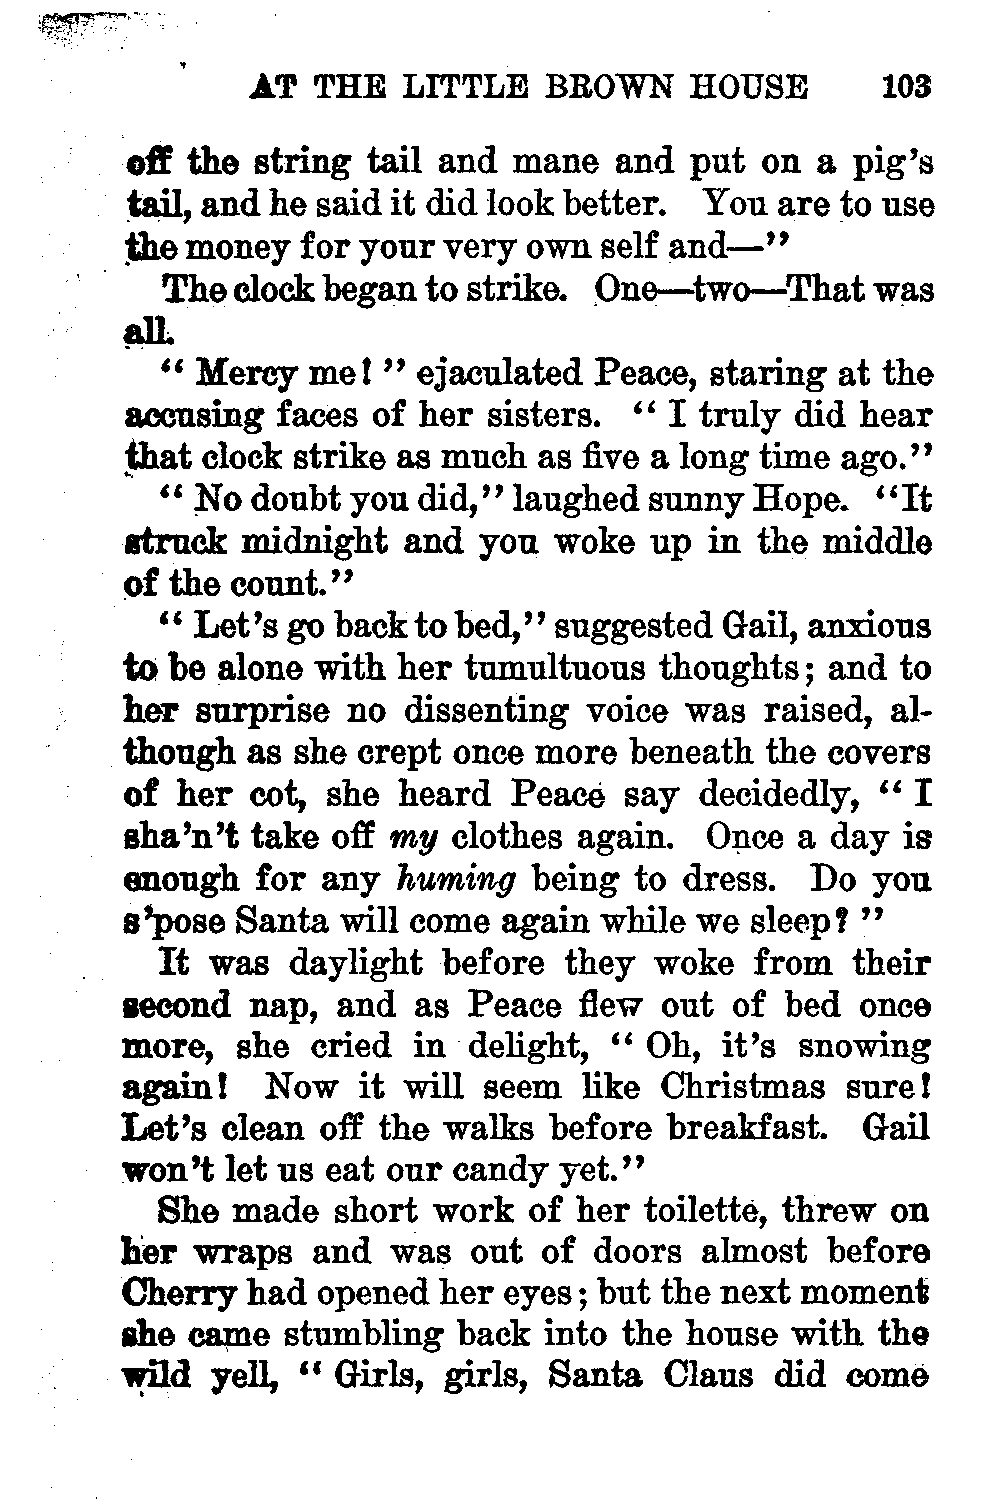 AT THE LITTLE BROWN HOUSE 103
off the string tail and mane and put on a pig's
tail, and he said it did look better. You are to use
the money for your very own self and—"
The clock began to strike. One—two—That was
all.
"Mercy me!" ejaculated Peace, staring at the
accusing faces of her sisters. "I truly did hear
that clock strike as much as five a long time ago."
"No doubt you did," laughed sunny Hope. "It
struck midnight and you woke up in the middle
of the count."
"Let's go back to bed," suggested Gail, anxious
to be alone with her tumultuous thoughts; and to
her surprise no dissenting voice was raised, al-
though as she crept once more beneath the covers
of her cot, she heard Peace say decidedly, "I
sha'n't take off my clothes again. Once a day is
enough for any huming being to dress. Do you
s'pose Santa will come again while we sleep?"
It was daylight before they woke from their
second nap, and as Peace flew out of bed once
more, she cried in delight, "Oh, it's snowing
again! Now it will seem like Christmas sure!
Let's clean off the walks before breakfast. Gail
won't let us eat our candy yet."
She made short work of her toilette, threw on
her wraps and was out of doors almost before
Cherry had opened her eyes; but the next moment
she came stumbling back into the house with the
wild yell, "Girls, girls, Santa Claus did come